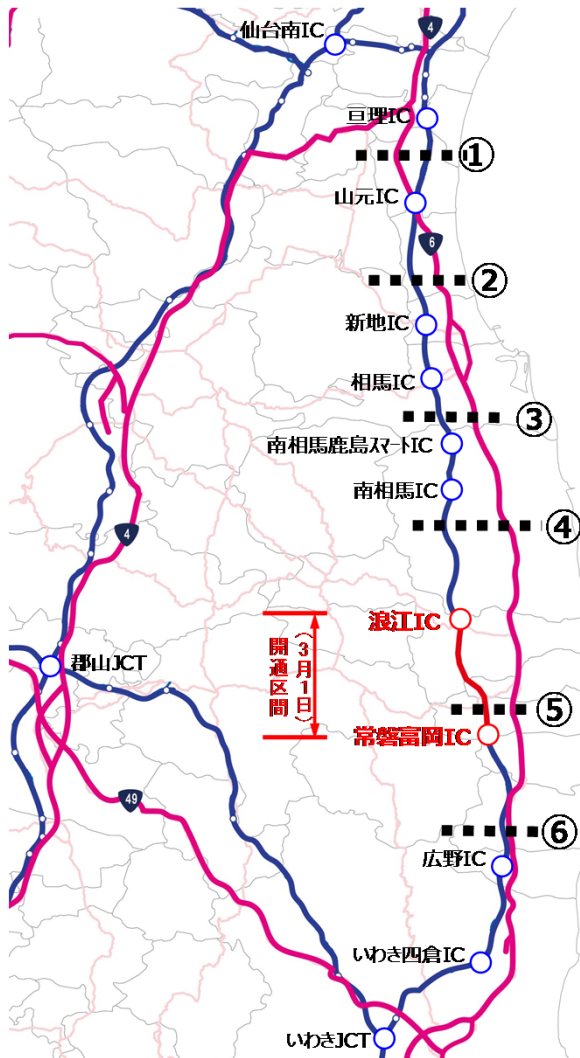 仙台南IC
4
亘理IC
①
山元IC
6
②
新地IC
相馬IC
③
南相馬鹿島スマートIC
南相馬IC
④
4
浪江IC
開通区間
(3月1日)
郡山JCT
⑤
常磐富岡IC
49
⑥
広野IC
いわき四倉IC
いわきJCT